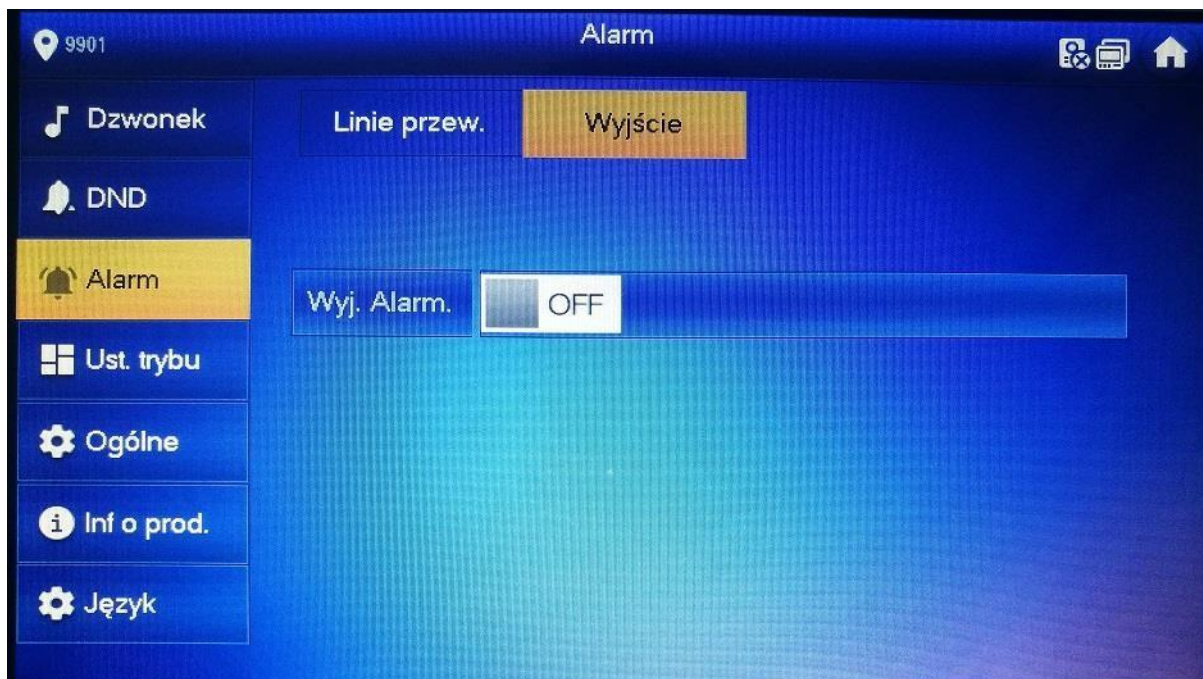 9901
Alarm
Dzwonek
DND
Alarm
Ust. trybu
Ogólne
Inf o prod.
Język
Linie przew.
Wyjście
Wyj. Alarm.
OFF